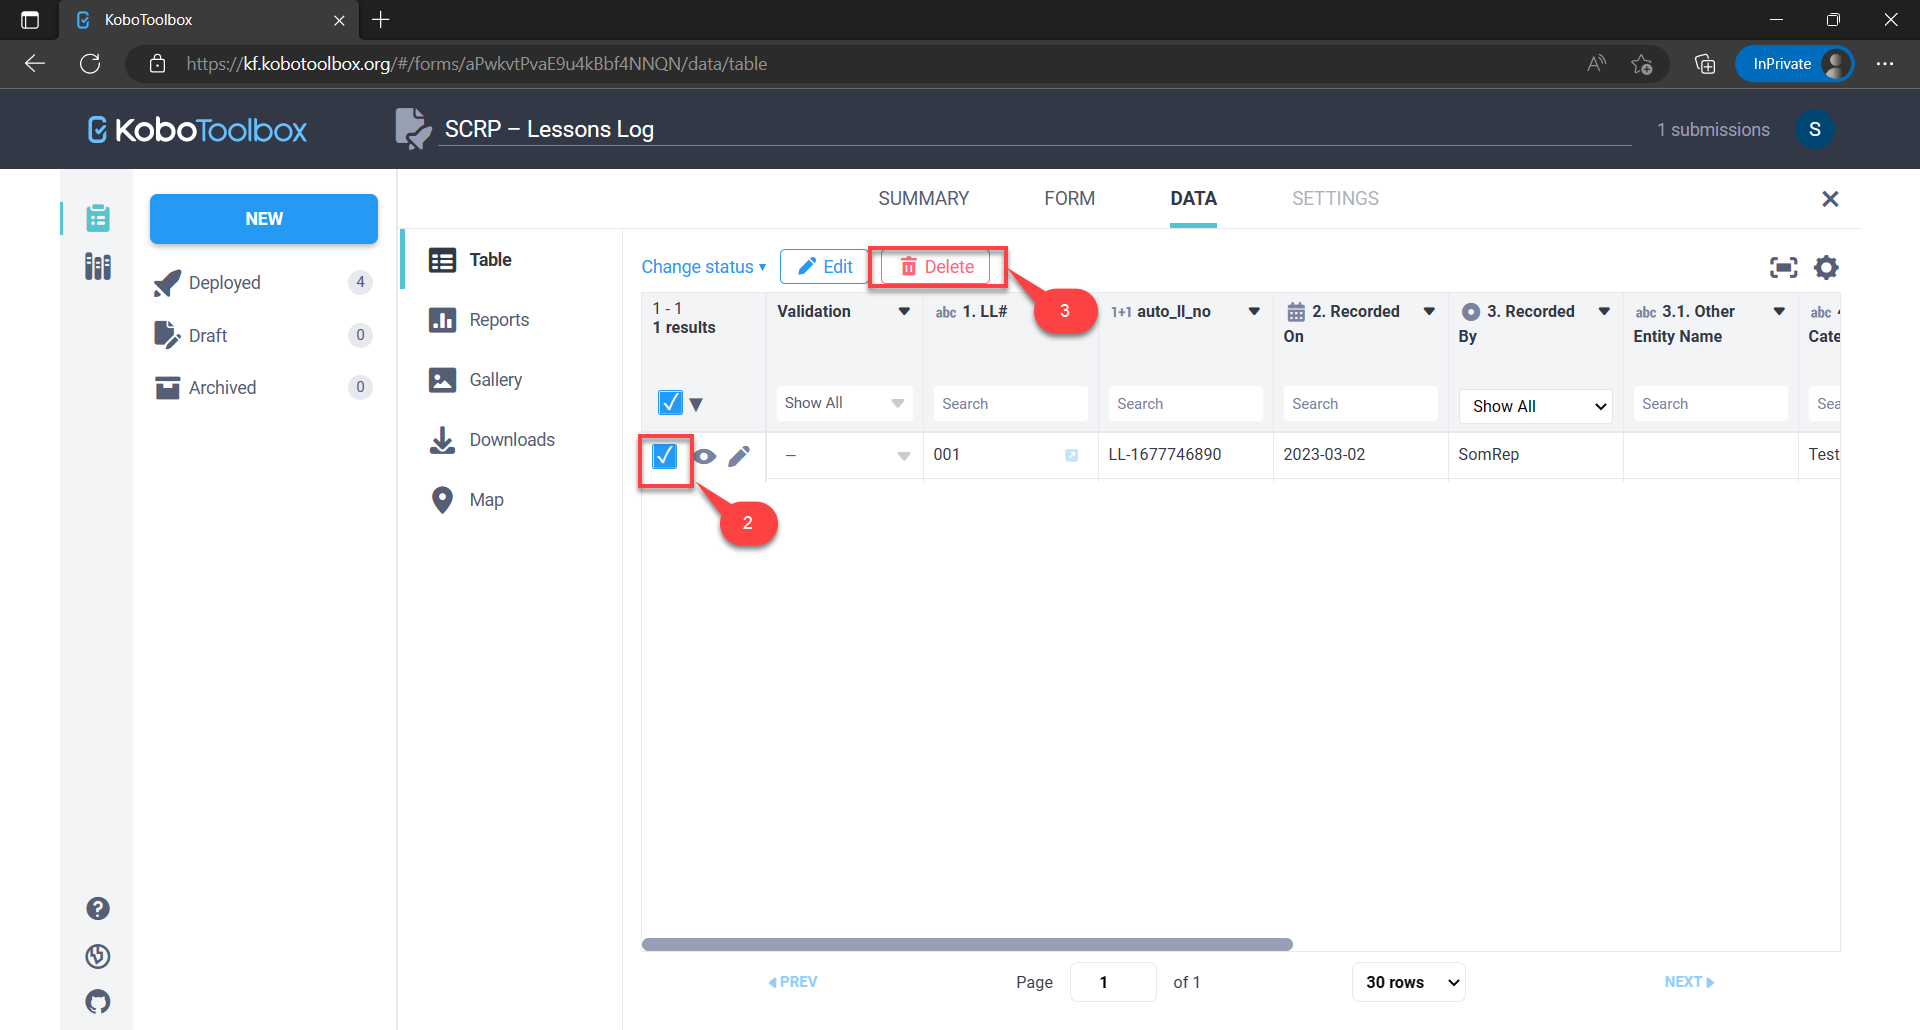 KoboToolbox
https://kf.kobotoolbox.org/#/forms/aPwkvtPvaE9u4kBbf4NNQN/data/table
InPrivate
KoboToolbox
SCRP – Lessons Log
1 submissions
S
NEW
Deployed 4
Draft 0
Archived 0
SUMMARY
FORM
DATA
SETTINGS
Table
Reports
Gallery
Downloads
Map
Change status
Edit
Delete
3
1 - 1
1 results
Validation
abc 1. LL#
1+1 auto_ll_no
2. Recorded
On
3. Recorded
By
abc 3.1. Other
Entity Name
abc
Cate
Show All
Search
Search
Search
Show All
Search
Sea
–
001
LL-1677746890
2023-03-02
SomRep
Test
2
PREV
Page 1 of 1
30 rows
NEXT